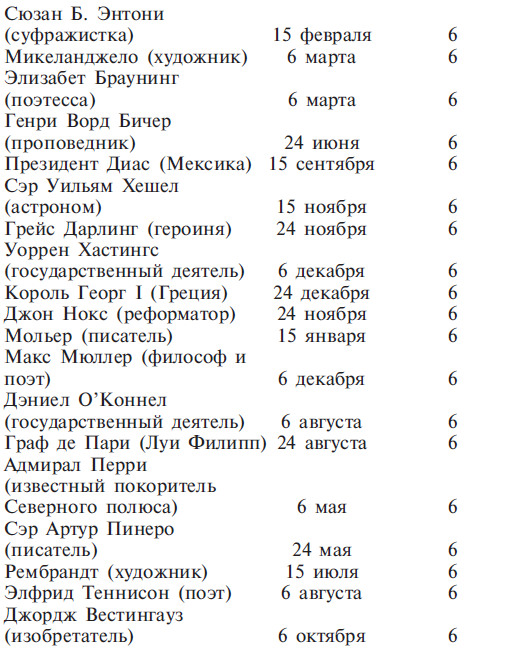 Сюзан Б. Энтони
(суфражистка) 15 февраля 6
Микеланджело (художник) 6 марта 6
Элизабет Браунинг
(поэтесса) 6 марта 6
Генри Ворд Бичер
(проповедник) 24 июня 6
Президент Диас (Мексика) 15 сентября 6
Сэр Уильям Хешел
(астроном) 15 ноября 6
Грейс Дарлинг (героиня) 24 ноября 6
Уоррен Хастингс
(государственный деятель) 6 декабря 6
Король Георг I (Греция) 24 декабря 6
Джон Нокс (реформатор) 24 ноября 6
Мольер (писатель) 15 января 6
Макс Мюллер (философ и
поэт) 6 декабря 6
Дэниел О’Коннел
(государственный деятель) 6 августа 6
Граф де Пари (Луи Филипп) 24 августа 6
Адмирал Перри
(известный покоритель
Северного полюса) 6 мая 6
Сэр Артур Пинеро
(писатель) 24 мая 6
Рембрандт (художник) 15 июля 6
Элфрид Теннисон (поэт) 6 августа 6
Джордж Вестингауз
(изобретатель) 6 октября 6